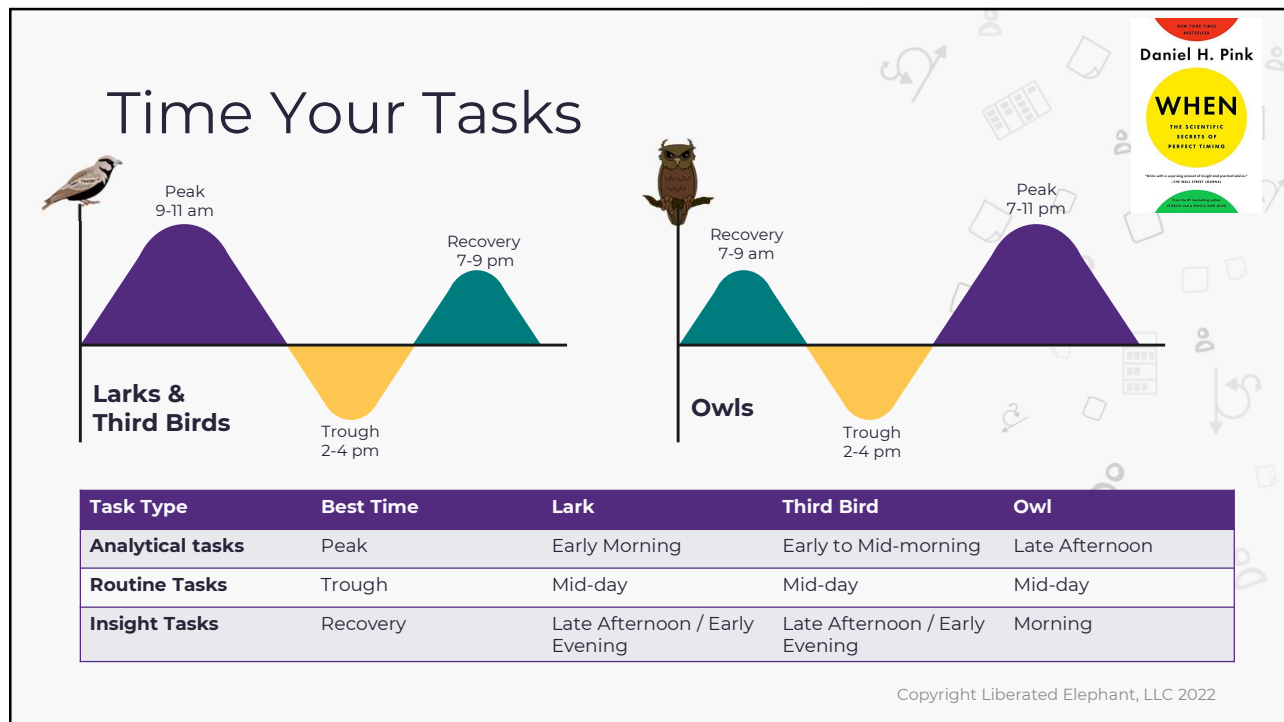 NEW YORK TIMES
BESTSELLER
Daniel H. Pink
WHEN
THE SCIENTIFIC
SECRETS OF
PERFECT TIMING
Time Your Tasks
Peak
9-11 am
Recovery
7-9 pm
Trough
2-4 pm
Larks &
Third Birds
Recovery
7-9 am
Peak
7-11 pm
Trough
2-4 pm
Owls
Task Type Best Time Lark Third Bird Owl
Analytical tasks Peak Early Morning Early to Mid-morning Late Afternoon
Routine Tasks Trough Mid-day Mid-day Mid-day
Insight Tasks Recovery Late Afternoon / Early Late Afternoon / Early Morning
Evening Evening
Copyright Liberated Elephant, LLC 2022